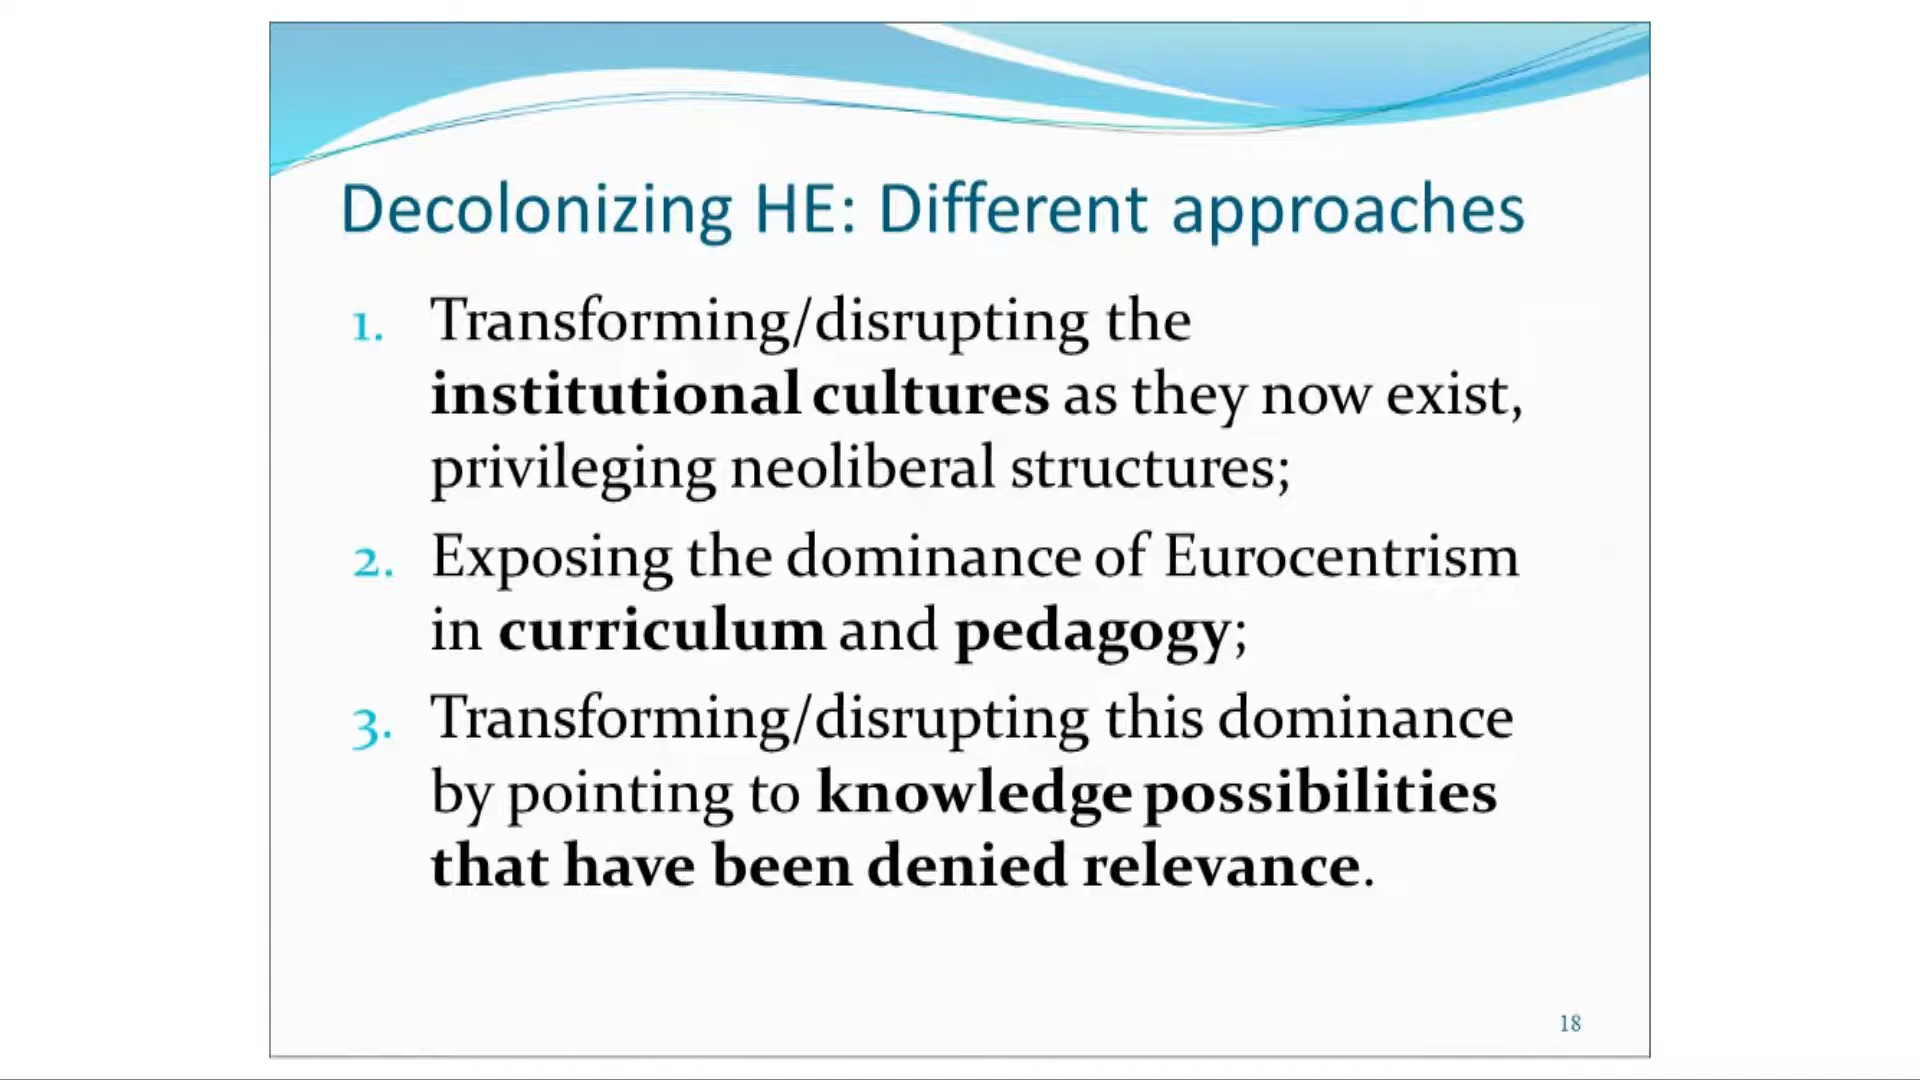 Decolonizing HE: Different approaches
1. Transforming/disrupting the
institutional cultures as they now exist,
privileging neoliberal structures;
2. Exposing the dominance of Eurocentrism
in curriculum and pedagogy;
3. Transforming/disrupting this dominance
by pointing to knowledge possibilities
that have been denied relevance.
18